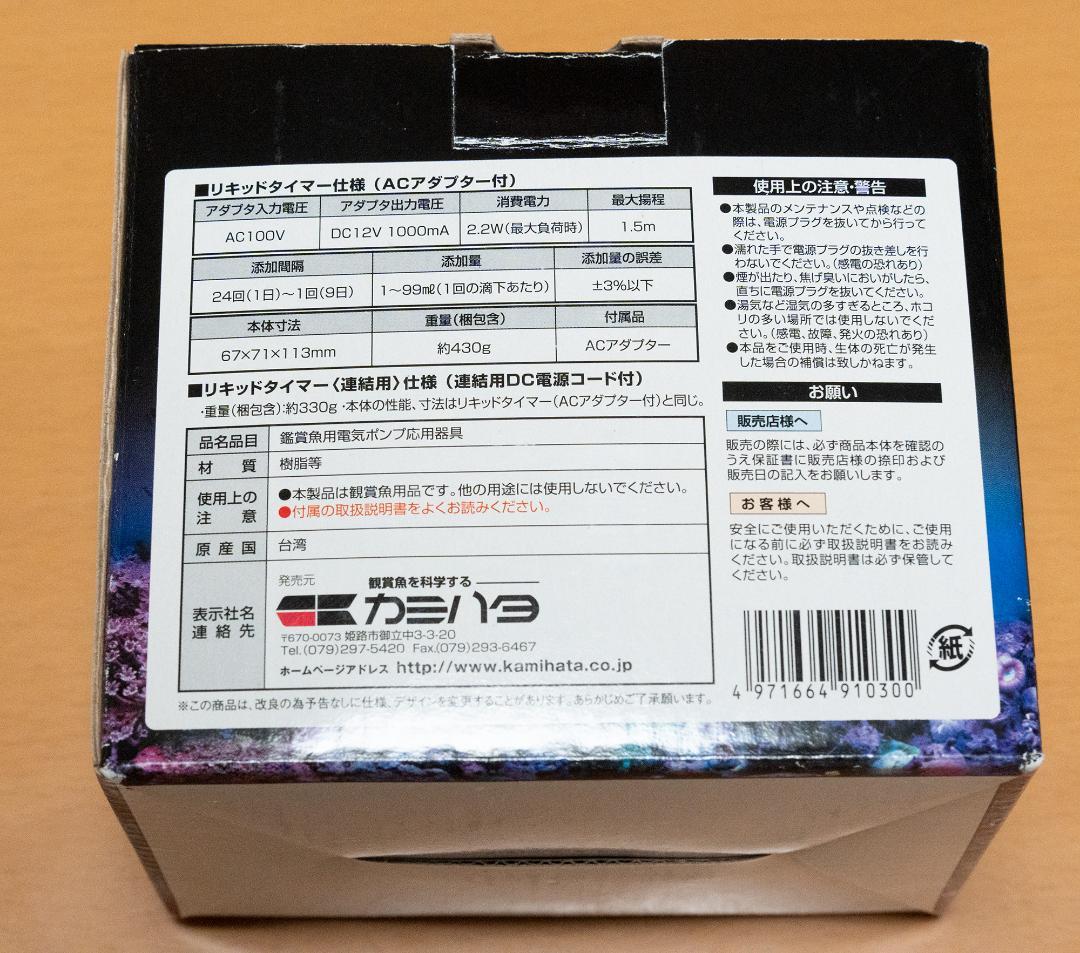 ■リキッドタイマー仕様（ACアダプター付）
アダプタ入力電圧 アダプタ出力電圧 消費電力 最大揚程
AC100V DC12V 1000mA 2.2W（最大負荷時） 1.5m
添加間隔 添加量 添加量の誤差
24回（1日）～1回（9日） 1～99㎖（1回の滴下あたり） ±3%以下
本体寸法 重量（梱包含） 付属品
67×71×113mm 約430g ACアダプター
■リキッドタイマー〈連結用〉仕様（連結用DC電源コード付）
・重量（梱包含）：約330g ・本体の性能、寸法はリキッドタイマー（ACアダプター付）と同じ。
品名品目 鑑賞魚用電気ポンプ応用器具
材質 樹脂等
使用上の注意 ●本製品は観賞魚用品です。他の用途には使用しないでください。
●付属の取扱説明書をよくお読みください。
原産国 台湾
表示社名
連絡先
発売元 観賞魚を科学する
カミハタ
〒670-0073 姫路市御立中3-3-20
Tel.（079）297-5420 Fax.（079）293-6467
ホームページアドレス http://www.kamihata.co.jp
※この商品は、改良の為予告なしに仕様、デザインを変更することがあります。あらかじめご了承願います。
使用上の注意・警告
●本製品のメンテナンスや点検などの
際は、電源プラグを抜いてから行って
ください。
●濡れた手で電源プラグの抜き差しを行
わないでください。（感電の恐れあり）
●煙が出たり、焦げ臭いにおいがしたら、
直ちに電源プラグを抜いてください。
●湯気など湿気の多すぎるところ、ホコ
リの多い場所では使用しないでくだ
さい。（感電、故障、発火の恐れあり）
●本品をご使用時、生体の死亡が発生
した場合の補償は致しかねます。
お願い
販売店様へ
販売の際には、必ず商品本体を確認の
うえ保証書に販売店様の捺印および
販売日の記入をお願いします。
お客様へ
安全にご使用いただくために、ご使用
になる前に必ず取扱説明書をお読み
ください。取扱説明書は必ず保管して
ください。
紙
4 971664 910300